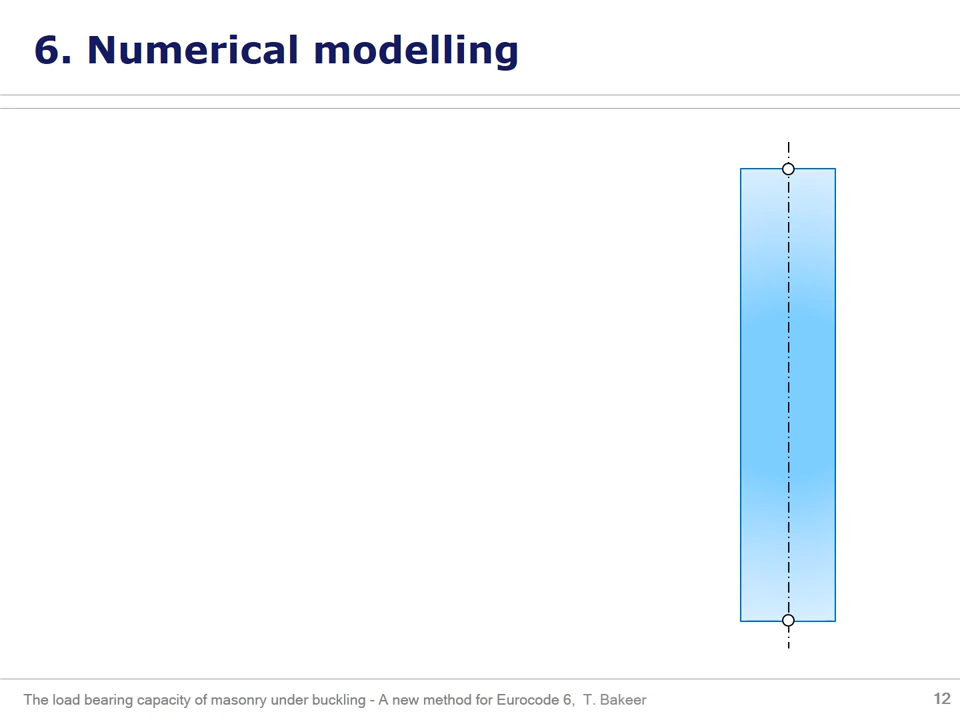 6. Numerical modelling
The load bearing capacity of masonry under buckling - A new method for Eurocode 6,  T. Bakeer
12